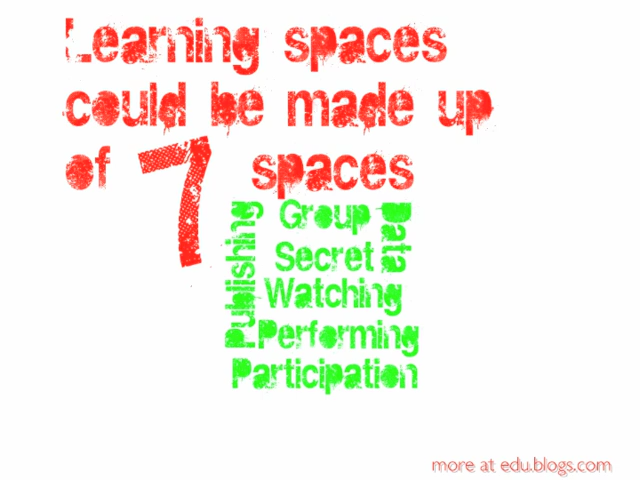 Learning spaces
could be made up
of 7 spaces
Publishing
Group
Data
Secret
Watching
Performing
Participation
more at edu.blogs.com